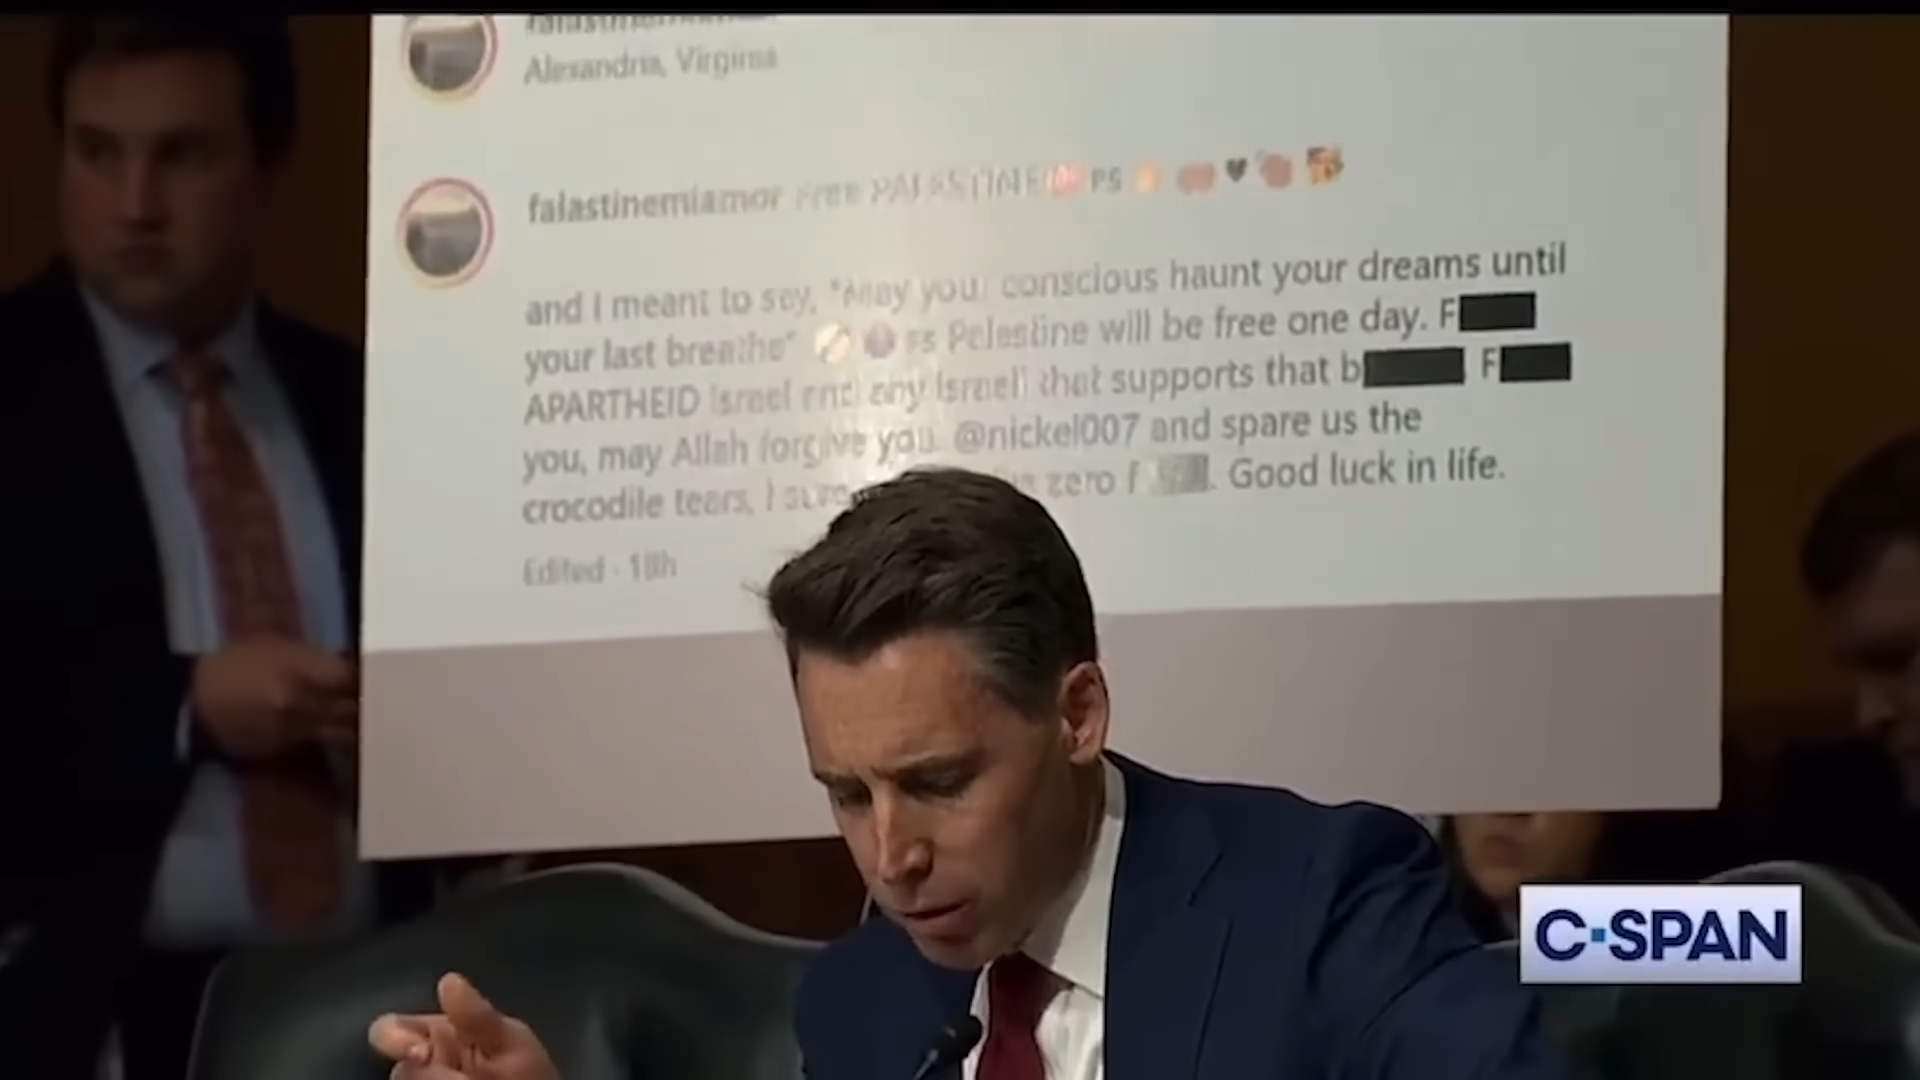 Alexandria, Virginia
falastinemiamor Free PALASTINE PS
and I meant to say, "May your conscious haunt your dreams until
your last breathe" PS Palestine will be free one day. F
APARTHEID Israel and any Israeli that supports that b F
you, may Allah forgive you. @nickel007 and spare us the
crocodile tears, I zero f. Good luck in life.
Edited · 18h
C·SPAN